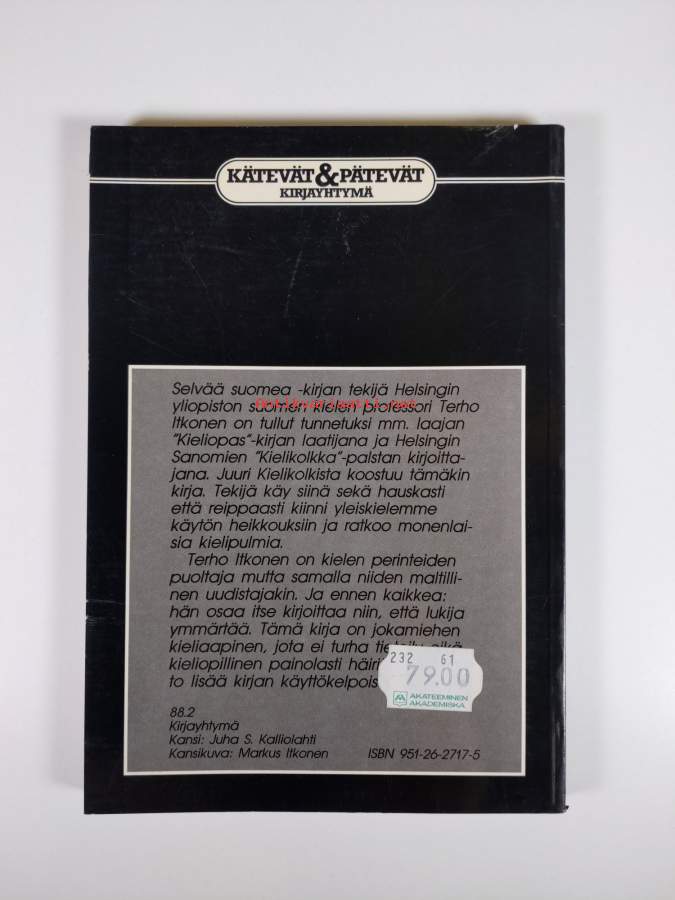 KÄTEVÄT & PÄTEVÄT
KIRJAYHTYMÄ
Selvää suomea -kirjan tekijä Helsingin
yliopiston suomen kielen professori Terho
Itkonen on tullut tunnetuksi mm. laajan
"Kieliopas"-kirjan laatijana ja Helsingin
Sanomien "Kielikolkka"-palstan kirjoitta-
jana. Juuri Kielikolkista koostuu tämäkin
kirja. Tekijä käy siinä sekä hauskasti
että reippaasti kiinni yleiskielemme
käytön heikkouksiin ja ratkoo monenlai-
sia kielipulmia.
Terho Itkonen on kielen perinteiden
puoltaja mutta samalla niiden maltilli-
nen uudistajakin. Ja ennen kaikkea:
hän osaa itse kirjoittaa niin, että lukija
ymmärtää. Tämä kirja on jokamiehen
kieliaapinen, jota ei turha
kieliopillinen painolasti
to lisää kirjan
232 61
79.00
AKATEEMINEN
AKADEMISKA
88.2
Kirjayhtymä
Kansi: Juha S. Kalliolahti
Kansikuva: Markus Itkonen
ISBN 951-26-2717-5